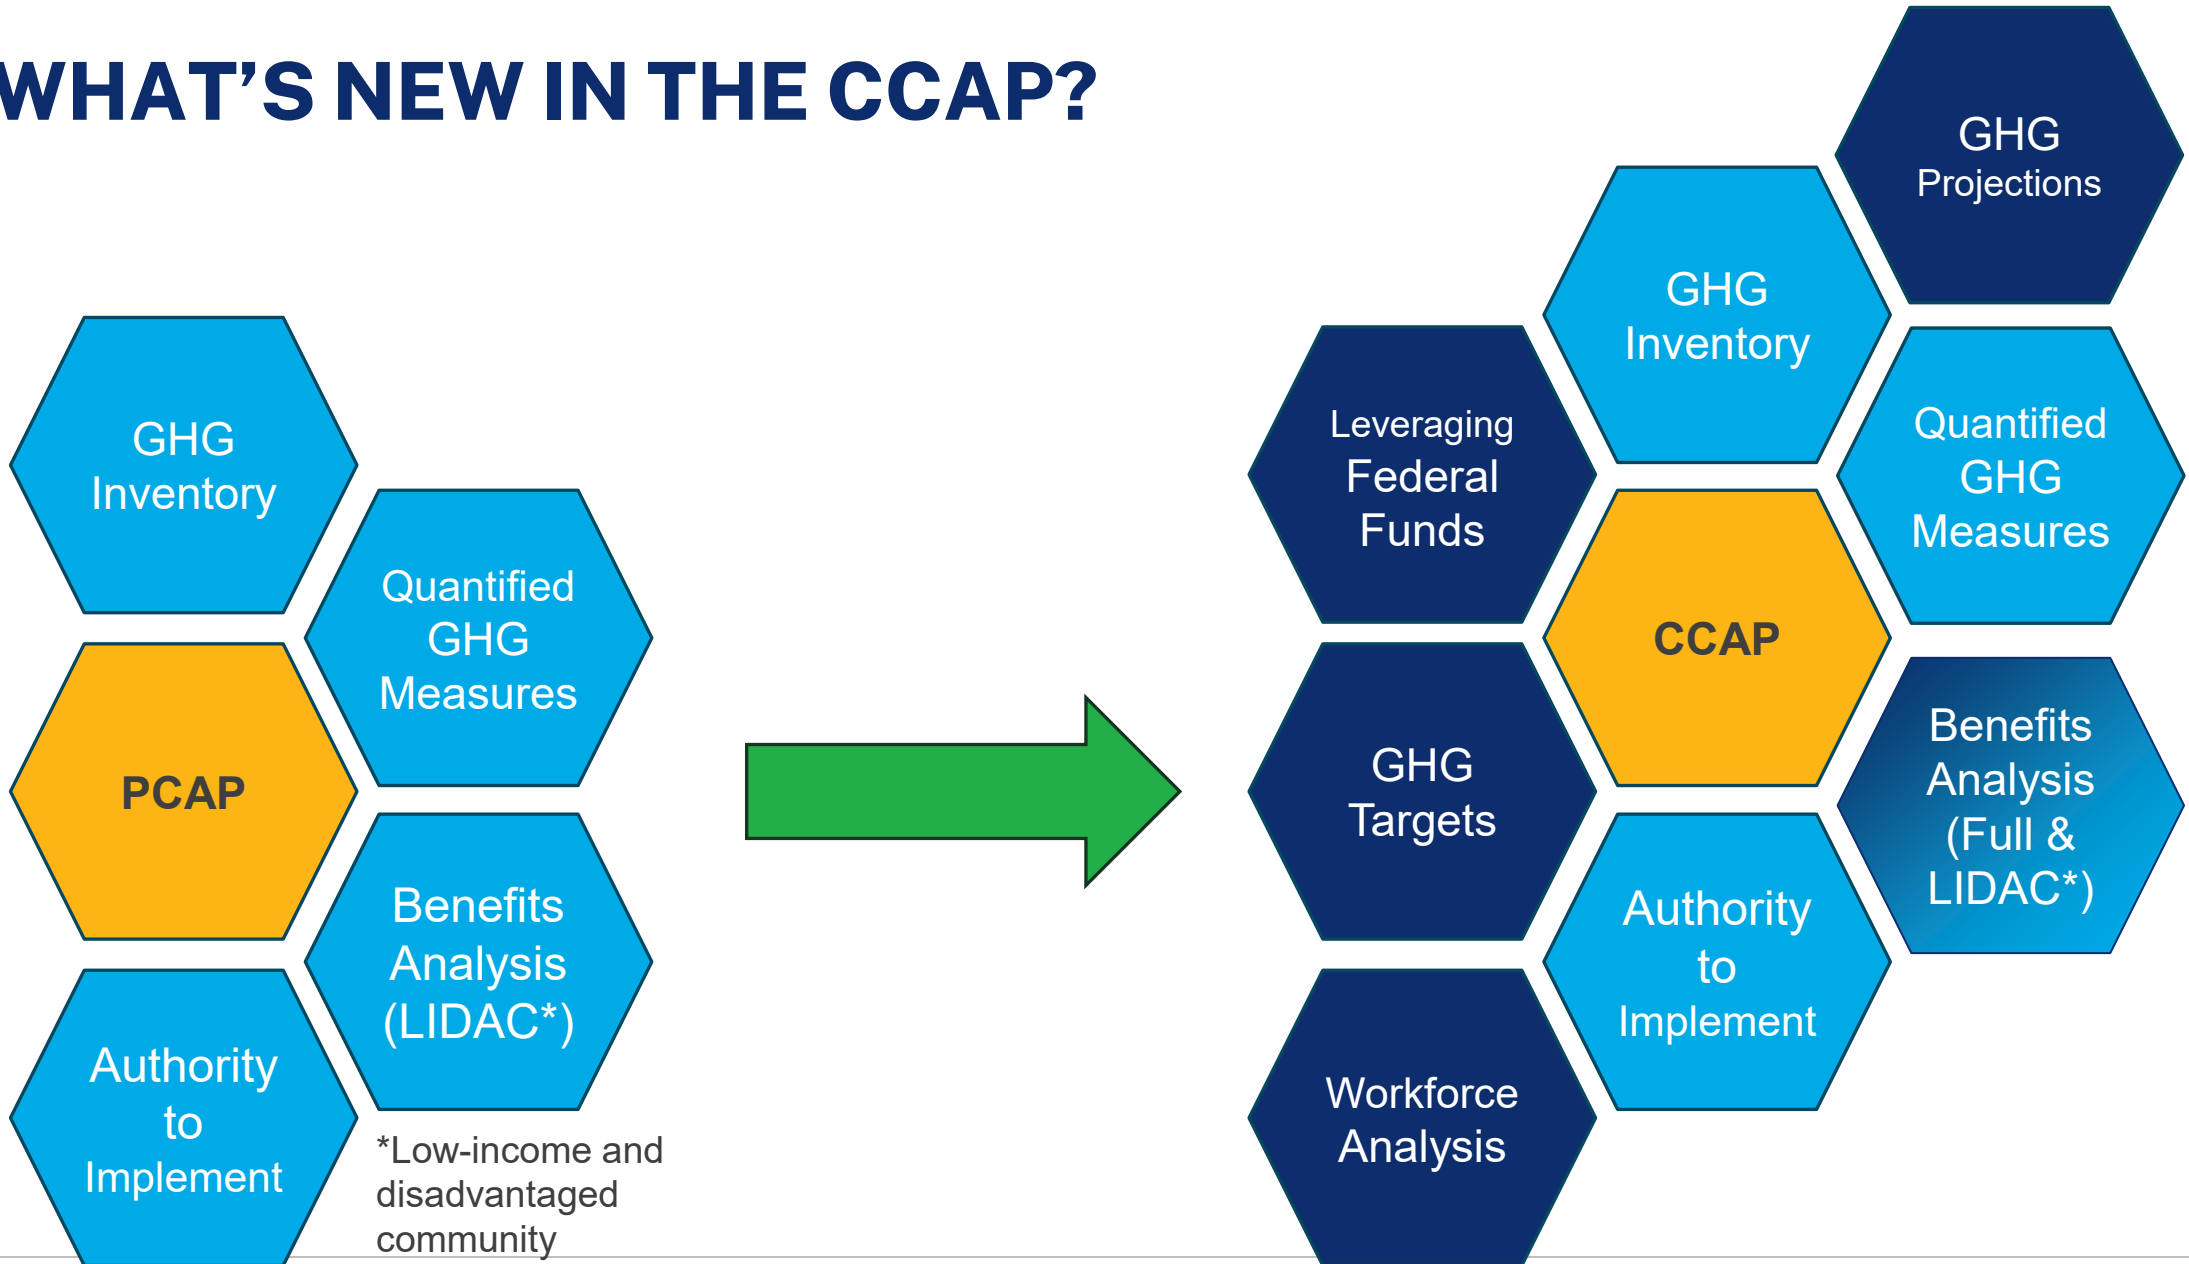 WHAT'S NEW IN THE CCAP?
GHG
Inventory
Quantified
GHG
Measures
PCAP
Benefits
Analysis
(LIDAC*)
Authority
to
Implement
*Low-income and
disadvantaged
community
GHG
Projections
GHG
Inventory
Leveraging
Federal
Funds
Quantified
GHG
Measures
CCAP
GHG
Targets
Benefits
Analysis
(Full &
LIDAC*)
Authority
to
Implement
Workforce
Analysis